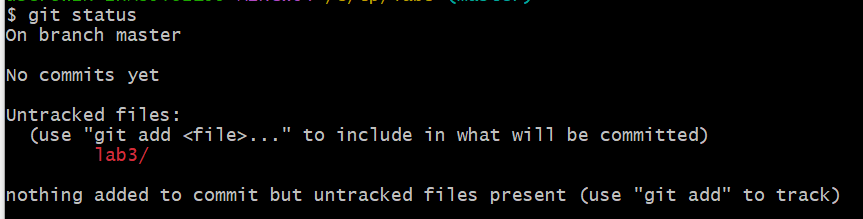 $ git status
On branch master
No commits yet
Untracked files:
(use "git add <file>..." to include in what will be committed)
lab3/
nothing added to commit but untracked files present (use "git add" to track)